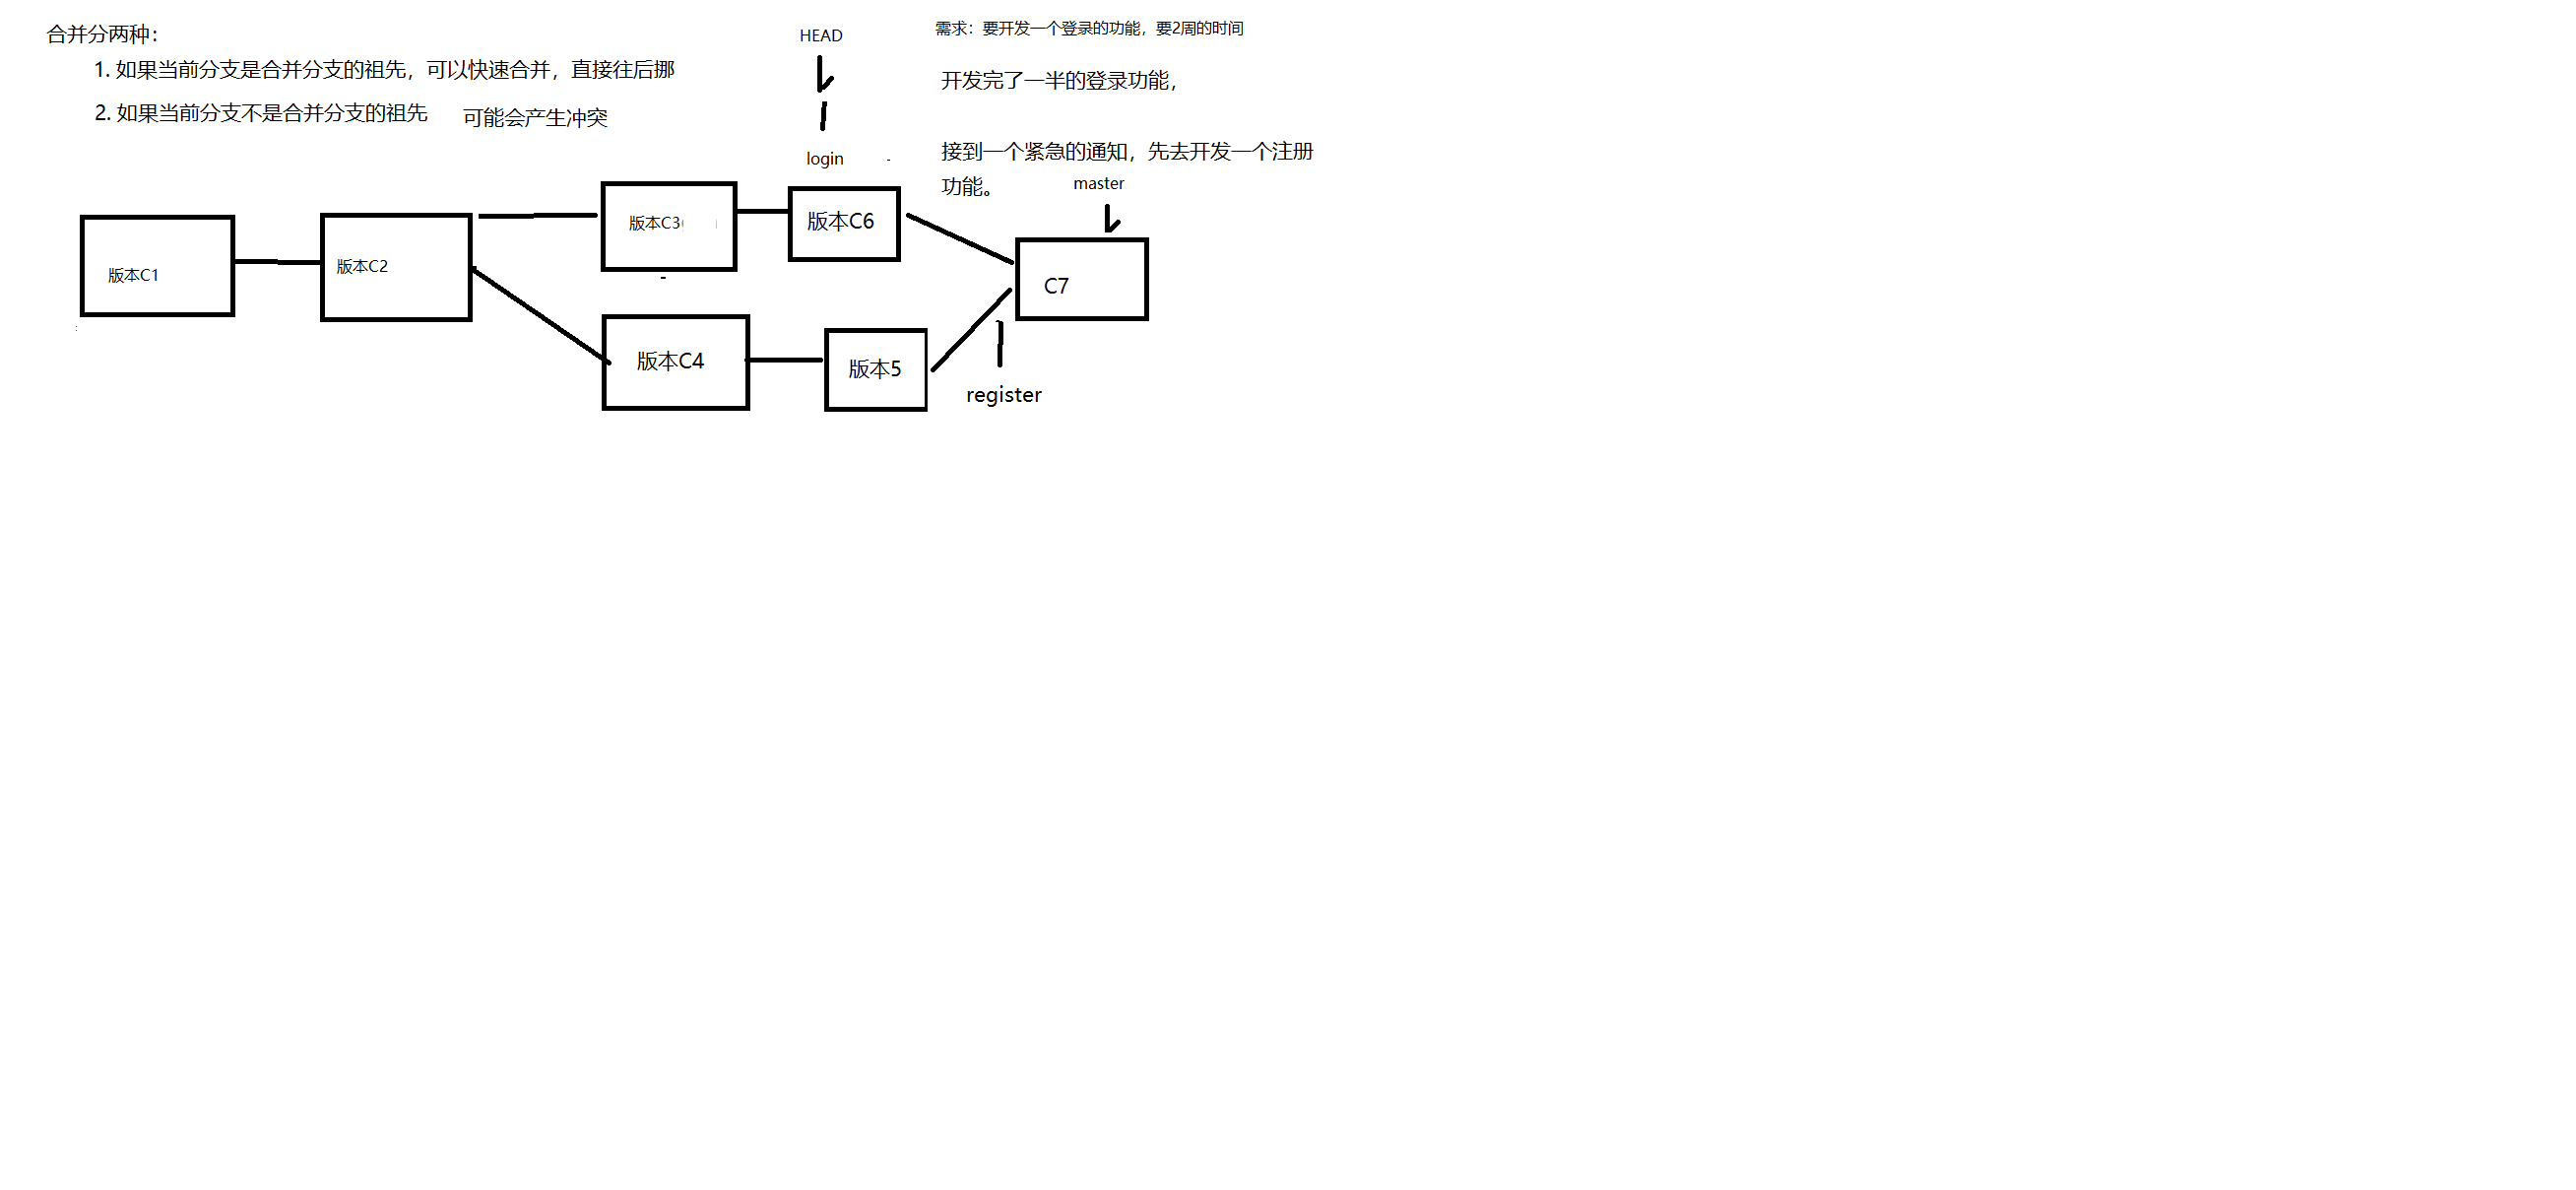 合并分两种：
1. 如果当前分支是合并分支的祖先，可以快速合并，直接往后挪
2. 如果当前分支不是合并分支的祖先 可能会产生冲突
HEAD
login
需求：要开发一个登录的功能，要2周的时间
开发完了一半的登录功能，
接到一个紧急的通知，先去开发一个注册
功能。
master
版本C1
版本C2
版本C3
版本C6
C7
版本C4
版本5
register